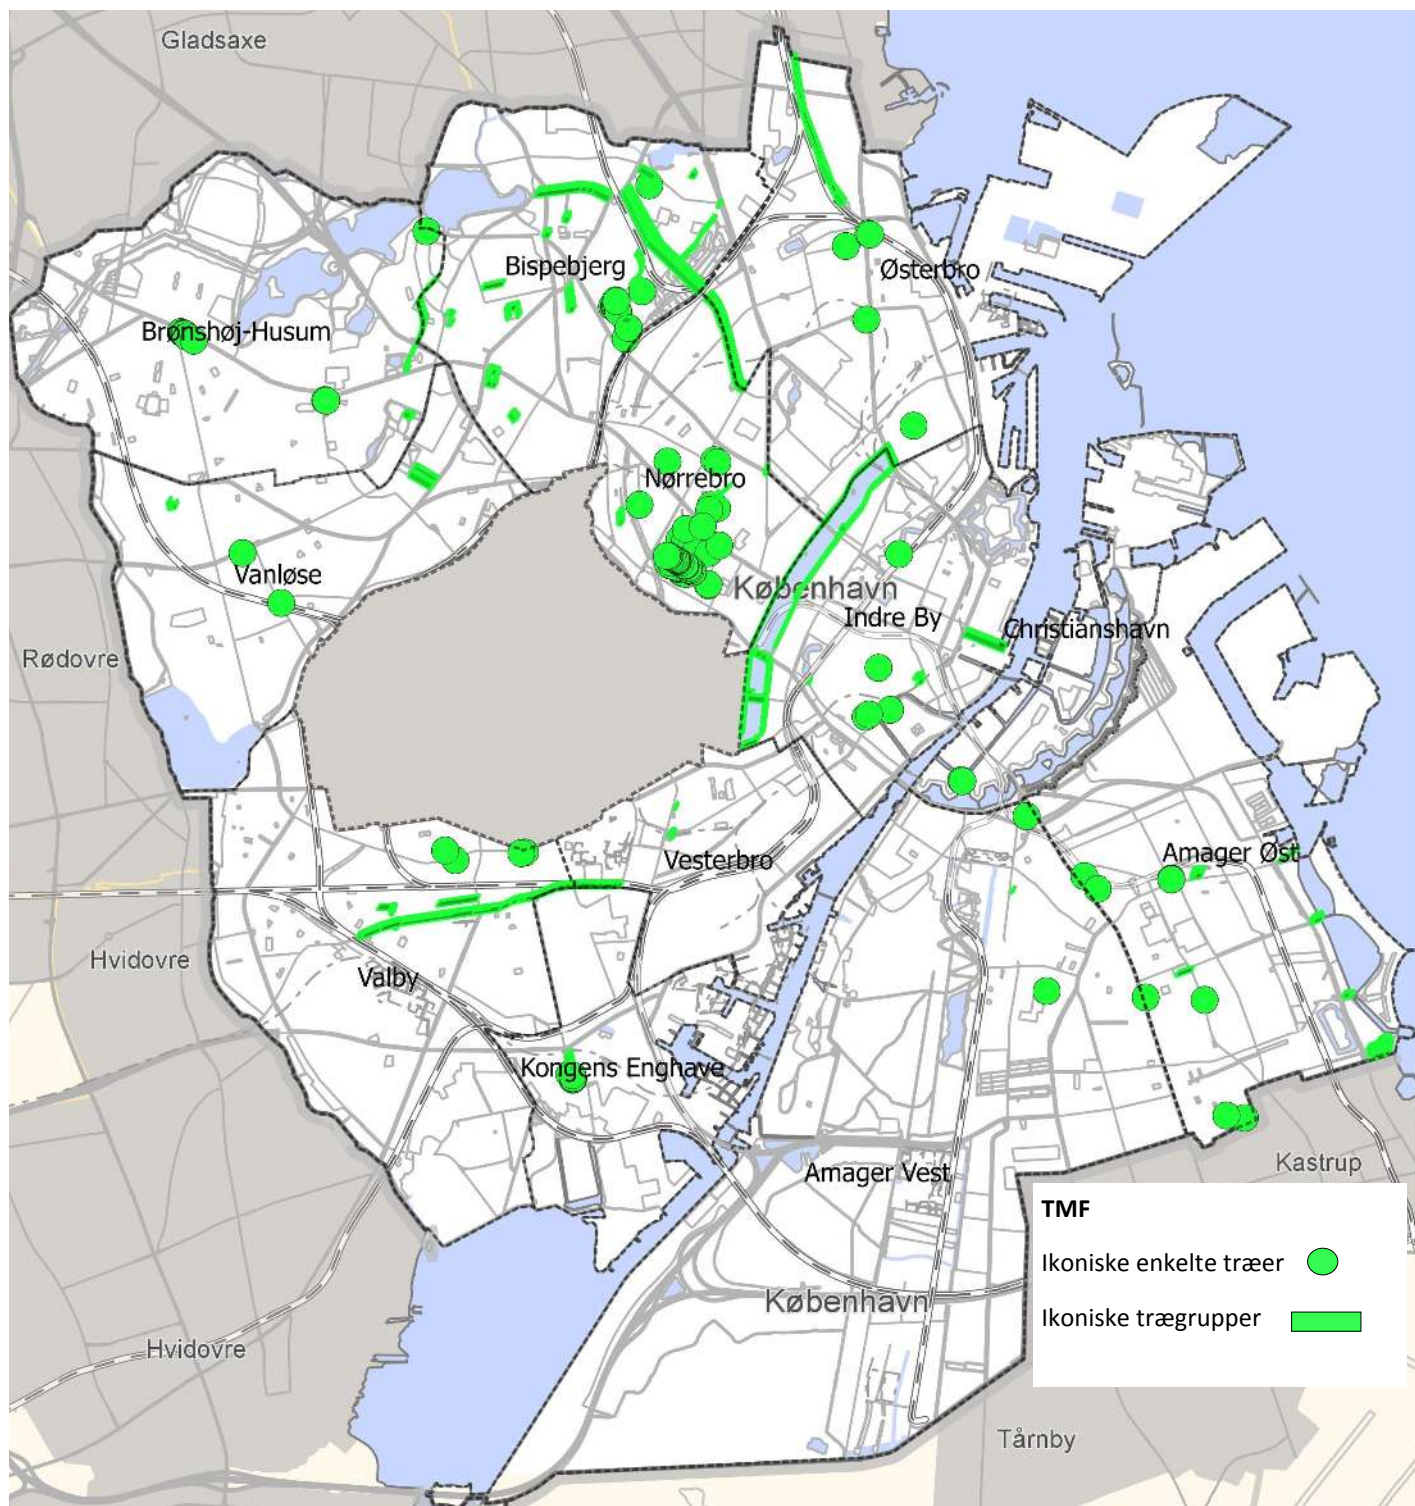 Gladsaxe
Bispebjerg
Østerbro
Brønshøj-Husum
Nørrebro
Vanløse
København
Indre By
Christianshavn
Rødovre
Vesterbro
Amager Øst
Hvidovre
Valby
Kongens Enghave
Amager Vest
Kastrup
TMF
Ikoniske enkelte træer
København
Ikoniske trægrupper
Hvidovre
Tårnby